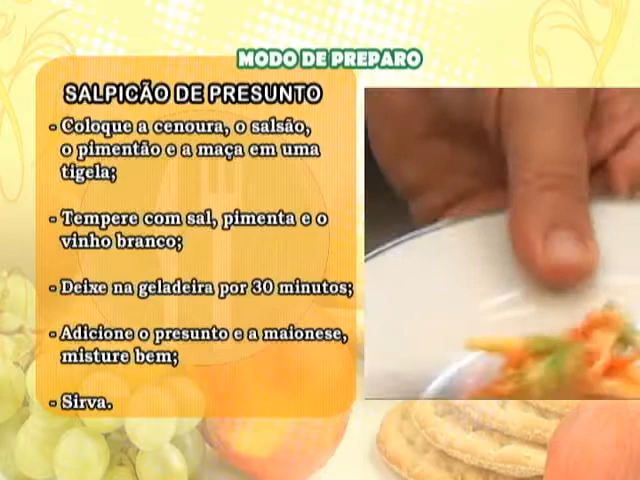 MODO DE PREPARO
SALPICÃO DE PRESUNTO
- Coloque a cenoura, o salsão,
o pimentão e a maça em uma
tigela;
- Tempere com sal, pimenta e o
vinho branco;
- Deixe na geladeira por 30 minutos;
- Adicione o presunto e a maionese,
misture bem;
- Sirva.